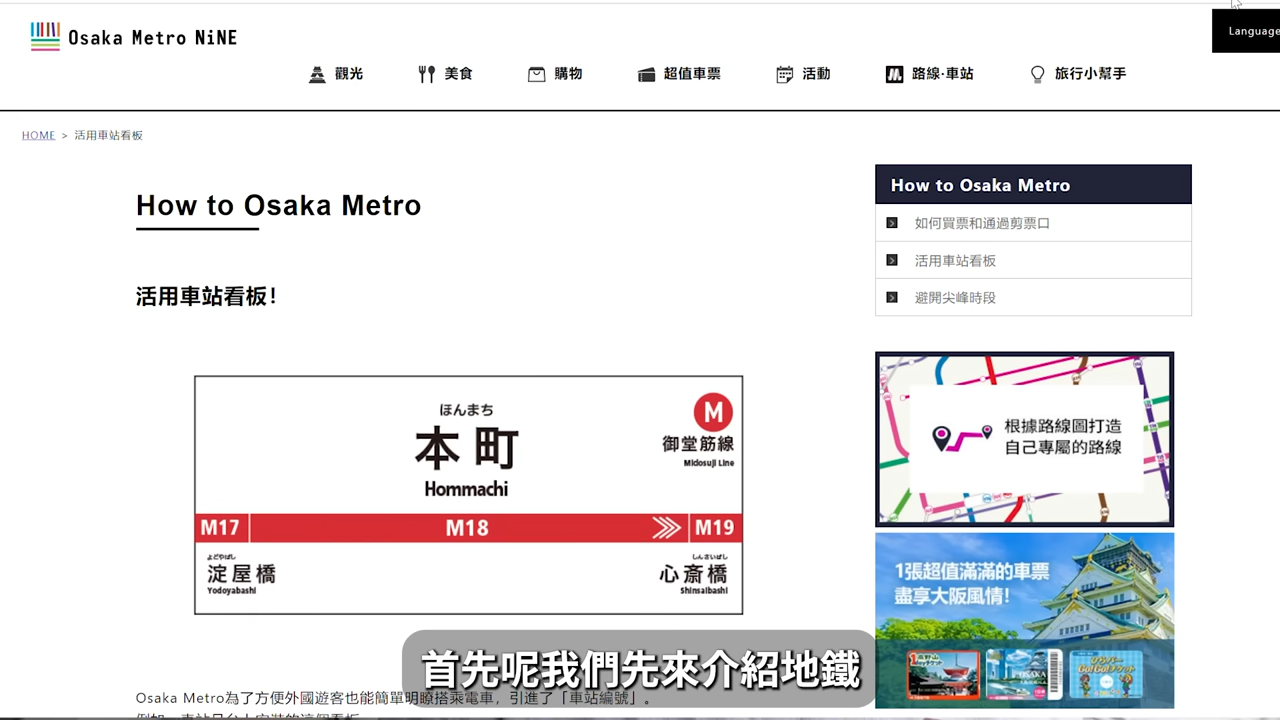 Osaka Metro NiNE
Language
觀光
美食
購物
超值車票
活動
路線·車站
旅行小幫手
HOME > 活用車站看板
How to Osaka Metro
活用車站看板!
ほんまち
本町
Hommachi
M
御堂筋線
Midosuji Line
M17
M18
M19
よどやばし
淀屋橋
Yodoyabashi
しんさいばし
心斎橋
Shinsaibashi
How to Osaka Metro
如何買票和通過剪票口
活用車站看板
避開尖峰時段
根據路線圖打造
自己專屬的路線
1張超值滿滿的車票
盡享大阪風情!
首先呢我們先來介紹地鐵
Osaka Metro為了方便外國遊客也能簡單明瞭搭乘電車，引進了「車站編號」。